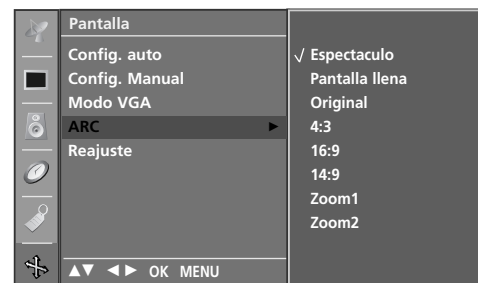 Pantalla
Config. auto
Config. Manual
Modo VGA
ARC ►
Reajuste
▲▼ ◄► OK MENU
√ Espectaculo
Pantalla llena
Original
4:3
16:9
14:9
Zoom1
Zoom2